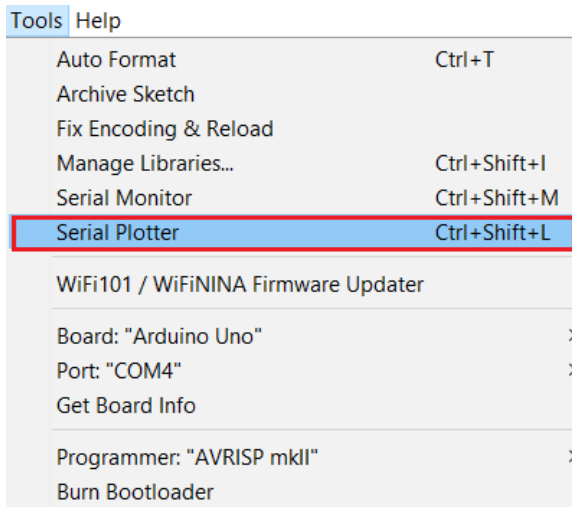 Tools Help
Auto Format Ctrl+T
Archive Sketch
Fix Encoding & Reload
Manage Libraries... Ctrl+Shift+I
Serial Monitor Ctrl+Shift+M
Serial Plotter Ctrl+Shift+L
WiFi101 / WiFiNINA Firmware Updater
Board: "Arduino Uno"
Port: "COM4"
Get Board Info
Programmer: "AVRISP mkII"
Burn Bootloader